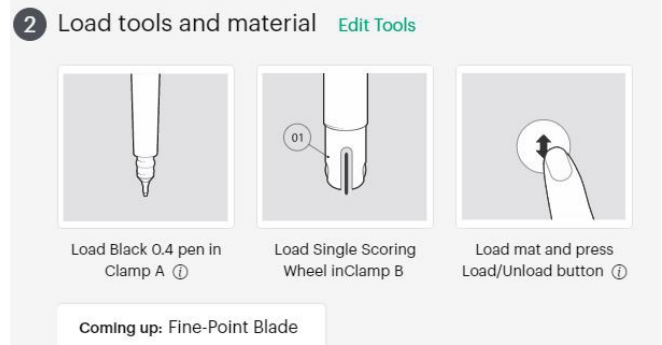 2 Load tools and material Edit Tools
01
Load Black 0.4 pen in
Clamp A i
Load Single Scoring
Wheel inClamp B
Load mat and press
Load/Unload button i
Coming up: Fine-Point Blade